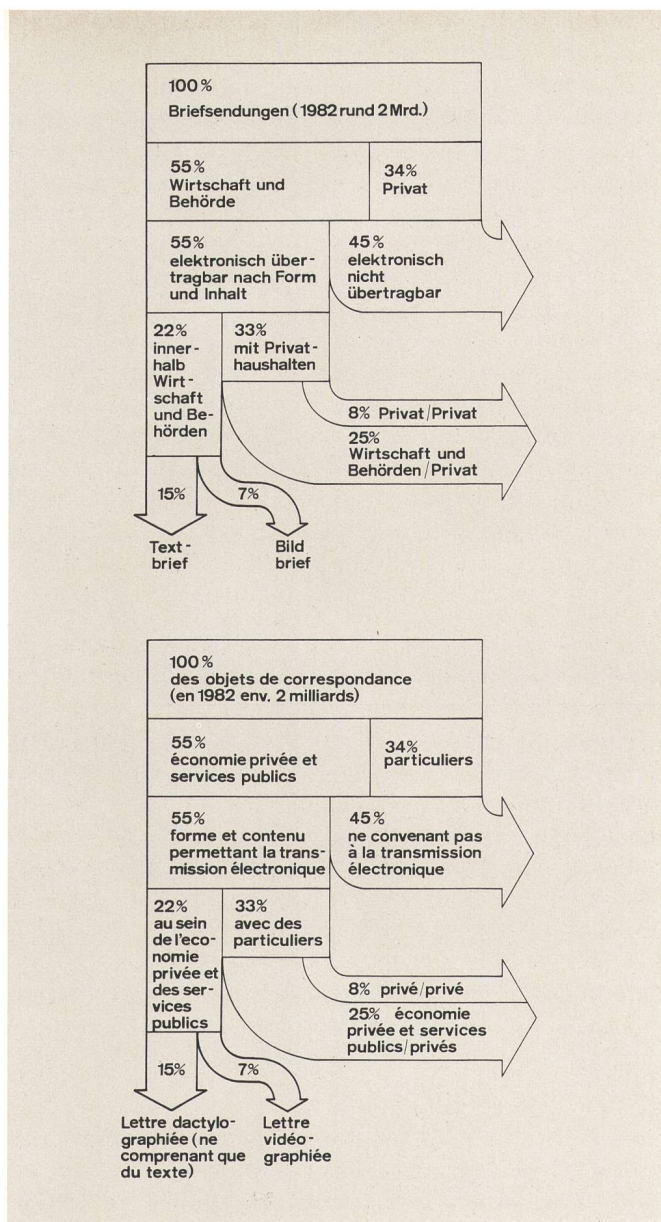 100%
Briefsendungen (1982 rund 2 Mrd.)
55%
Wirtschaft und
Behörde
34%
Privat
55%
elektronisch über-
tragbar nach Form
und Inhalt
45%
elektronisch
nicht
übertragbar
22%
inner-
halb
Wirt-
schaft
und Be-
hörden
33%
mit Privat-
haushalten
8% Privat/Privat
25%
Wirtschaft und
Behörden/Privat
15%
7%
Text-
brief
Bild
brief
100%
des objets de correspondance
(en 1982 env. 2 milliards)
55%
économie privée et
services publics
34%
particuliers
55%
forme et contenu
permettant la trans-
mission électronique
45%
ne convenant pas
à la transmission
électronique
22%
au sein
de l'eco-
nomie
privée et
des ser-
vices
publics
33%
avec des
particuliers
8% privé/privé
25% économie
privée et services
publics/privés
15%
7%
Lettre dactylo-
graphiée (ne
comprenant que
du texte)
Lettre
vidéo-
graphiée